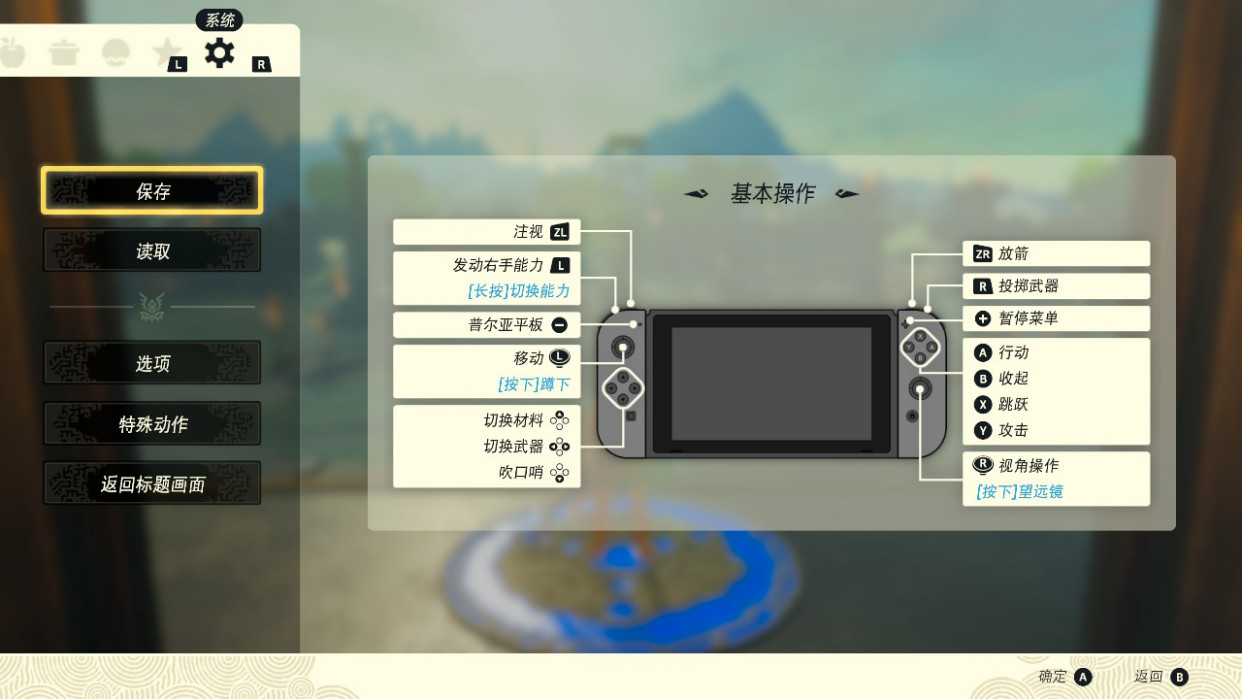 系统
L
R
保存
读取
选项
特殊动作
返回标题画面
基本操作
注视 ZL
发动右手能力 L
[长按]切换能力
普尔亚平板
移动 L
[按下]蹲下
切换材料
切换武器
吹口哨
ZR 放箭
R 投掷武器
暂停菜单
A 行动
B 收起
X 跳跃
Y 攻击
R 视角操作
[按下]望远镜
确定 A 返回 B